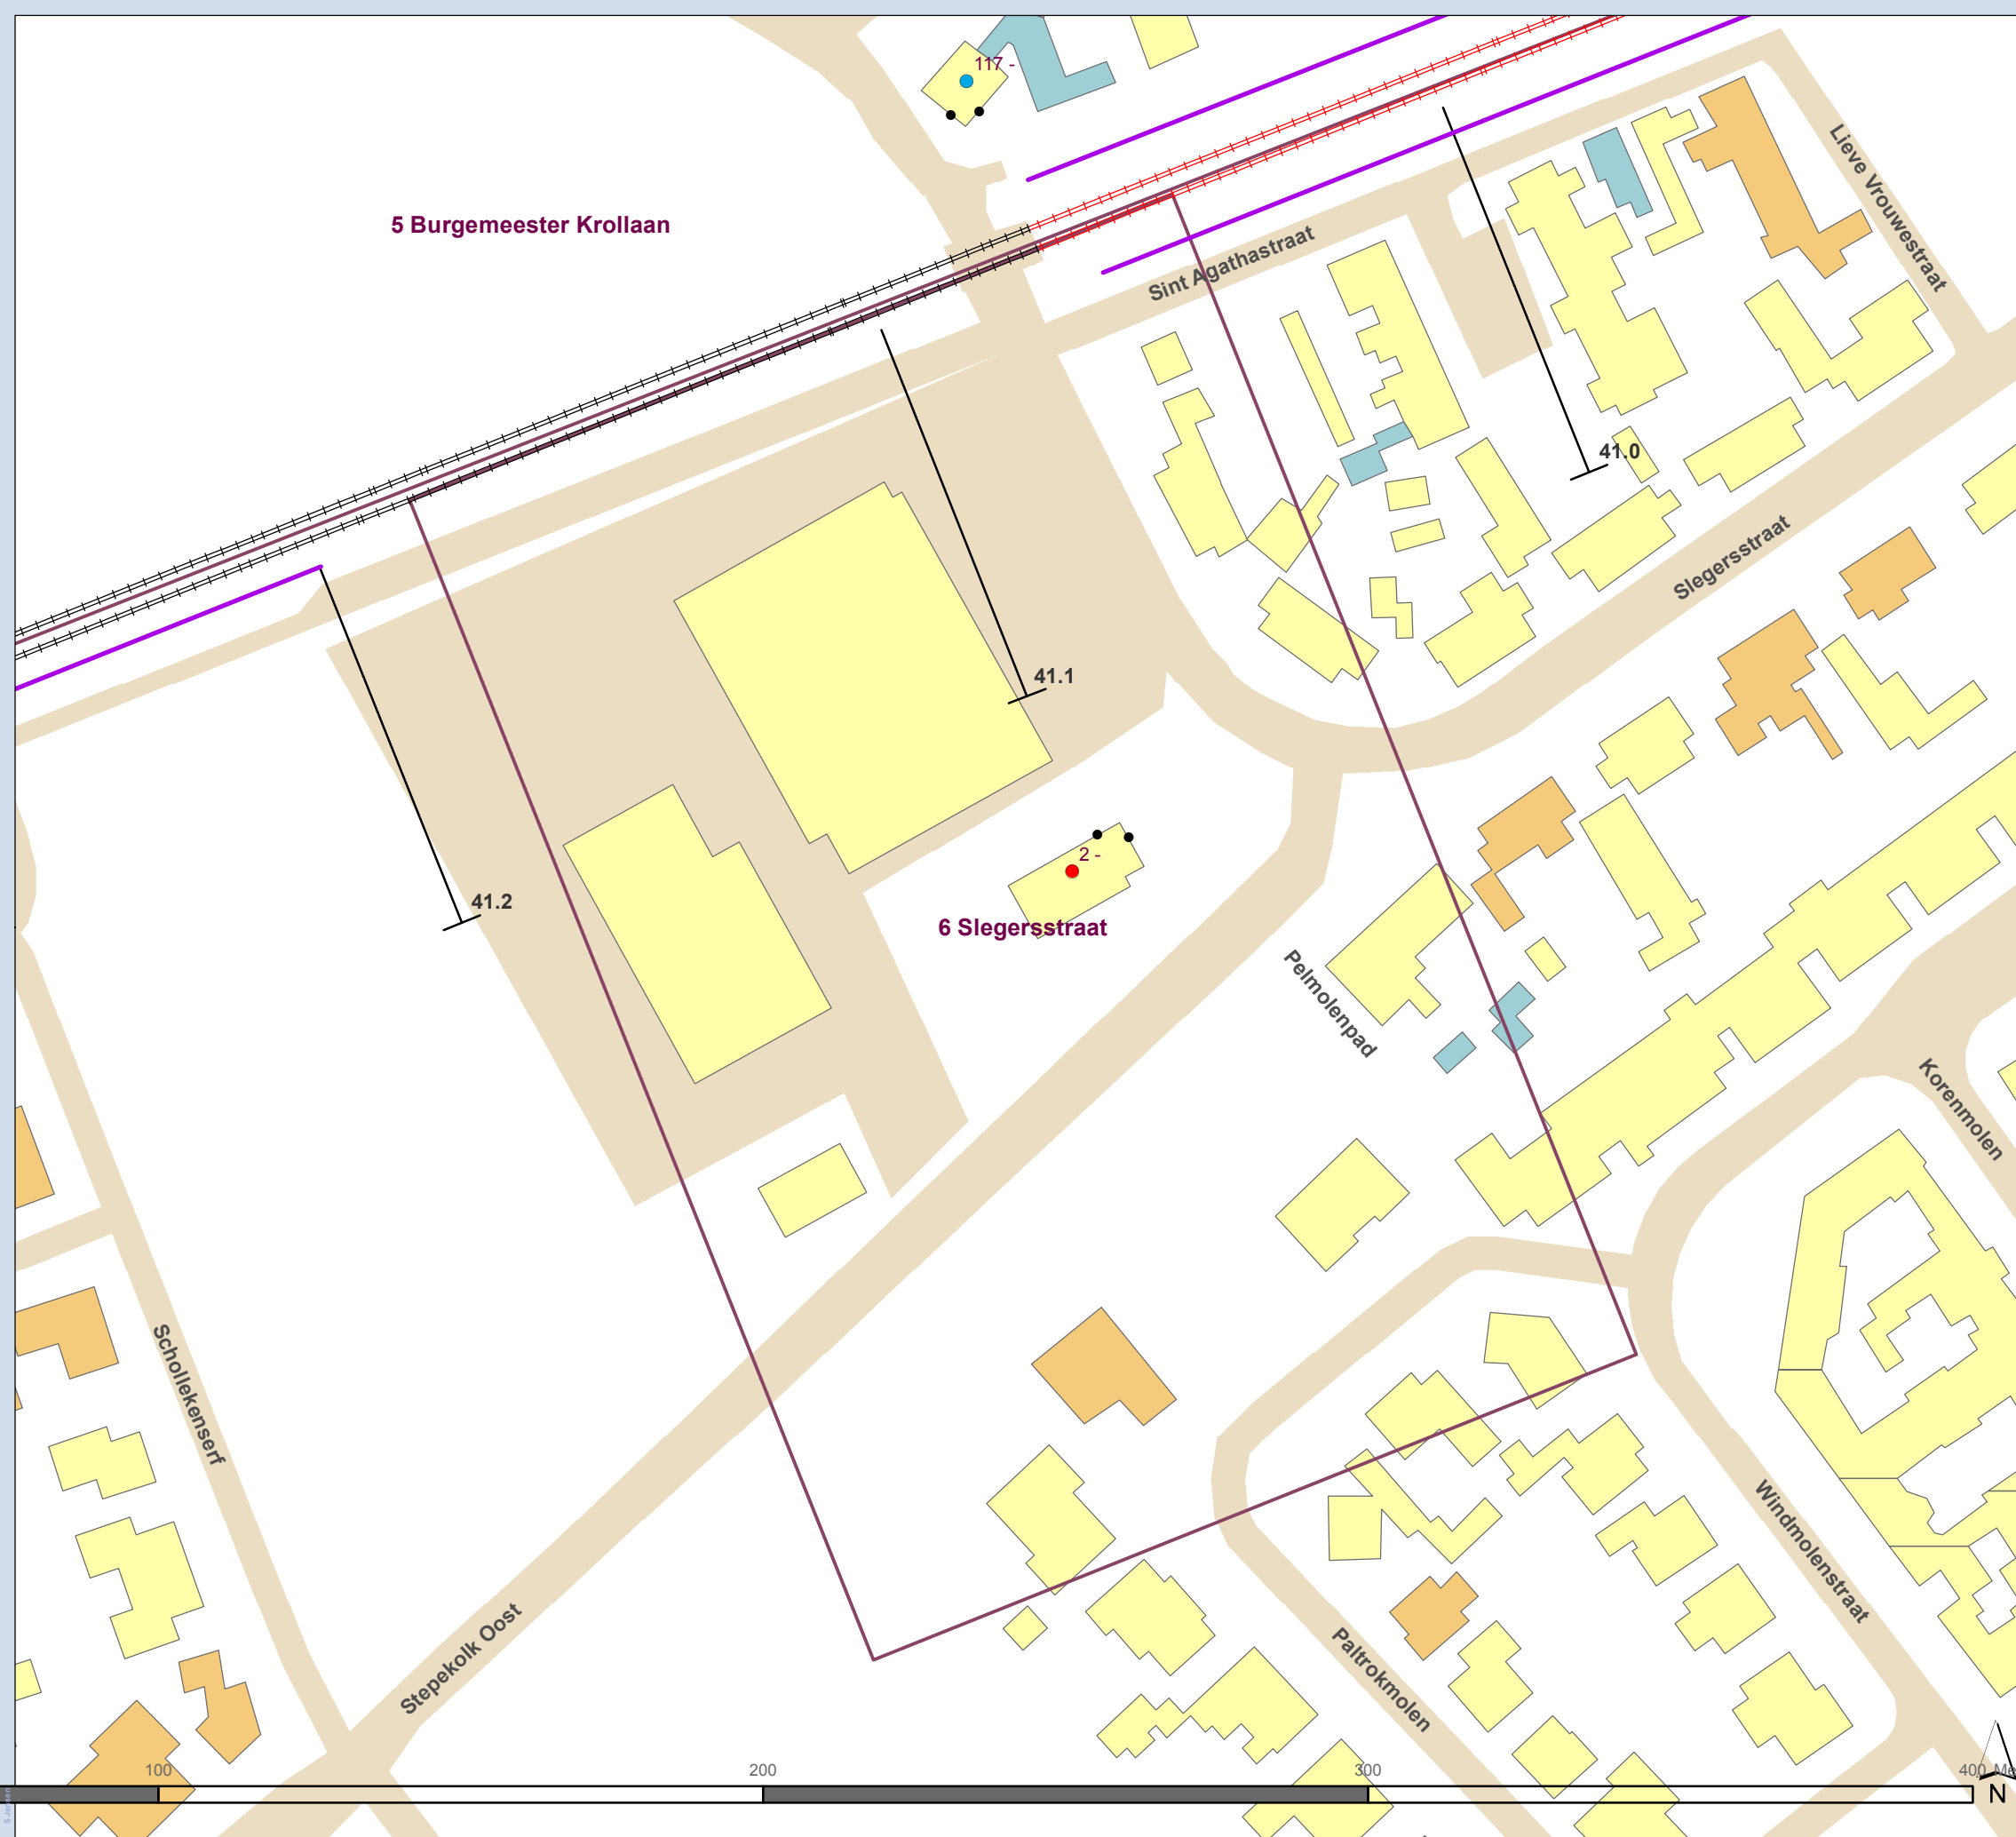 117 -
5 Burgemeester Krollaan
Lieve Vrouwestraat
Sint Agathastraat
41.0
Slegersstraat
41.1
2 -
41.2
6 Slegersstraat
Pelmolenpad
Korenmolen
Schollekenserf
Windmolenstraat
Stepekolk Oost
Paltrokmolen
100
200
300
400
N